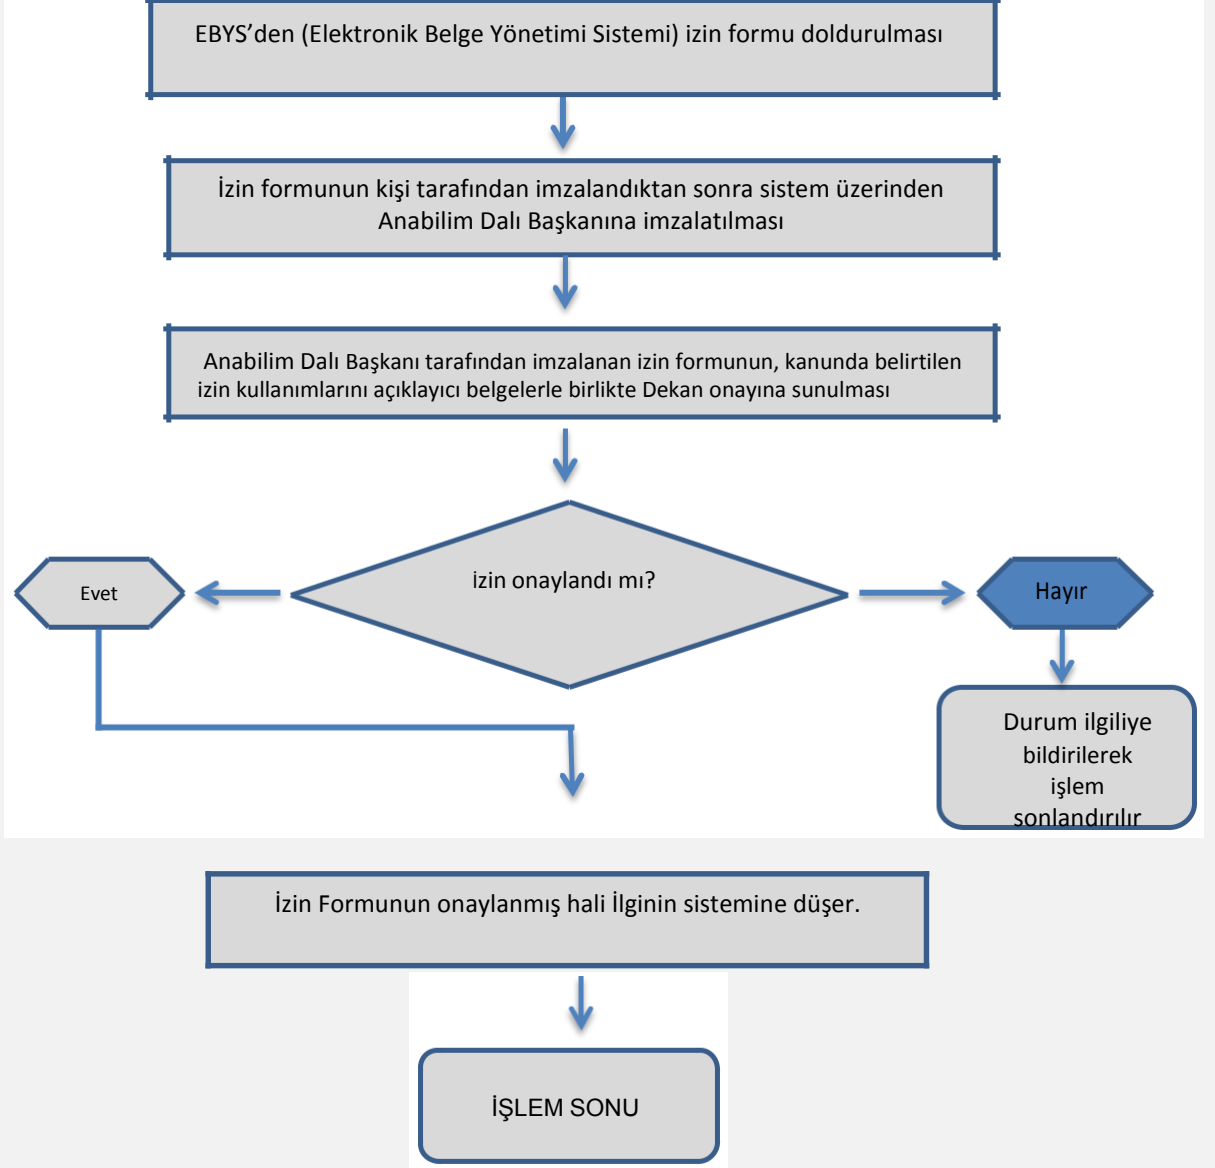 EBYS’den (Elektronik Belge Yönetimi Sistemi) izin formu doldurulması
İzin formunun kişi tarafından imzalandıktan sonra sistem üzerinden
Anabilim Dalı Başkanına imzalatılması
Anabilim Dalı Başkanı tarafından imzalanan izin formunun, kanunda belirtilen
izin kullanımlarını açıklayıcı belgelerle birlikte Dekan onayına sunulması
İzin onaylandı mı?
Evet
Hayır
Durum ilgiliye
bildirilerek
işlem
sonlandırılır
İzin Formunun onaylanmış hali İlginin sistemine düşer.
İŞLEM SONU